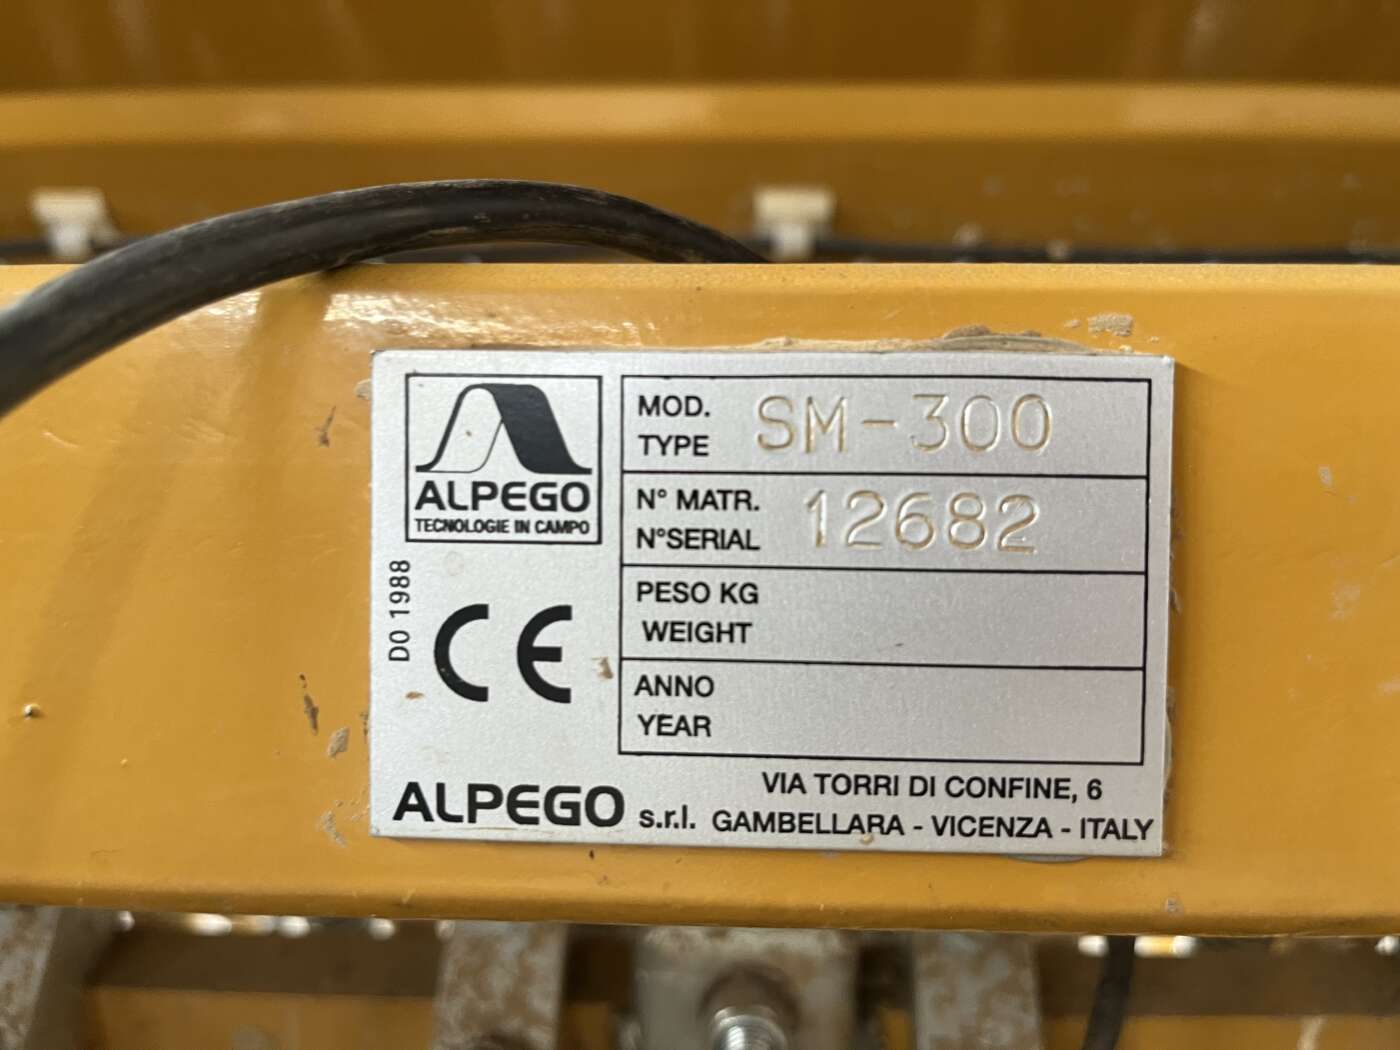 ALPEGO
TECNOLOGIE IN CAMPO
D0 1988
CE
MOD. TYPE SM-300
N° MATR. N°SERIAL 12682
PESO KG
WEIGHT
ANNO
YEAR
ALPEGO s.r.l.
VIA TORRI DI CONFINE, 6
GAMBELLARA - VICENZA - ITALY